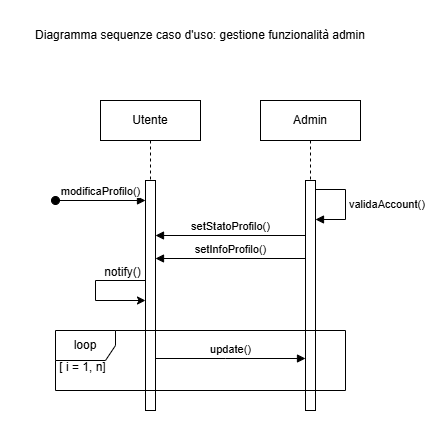 Diagramma sequenze caso d'uso: gestione funzionalità admin
Utente
Admin
modificaProfilo()
validaAccount()
setStatoProfilo()
setInfoProfilo()
notify()
loop
[ i = 1, n]
update()